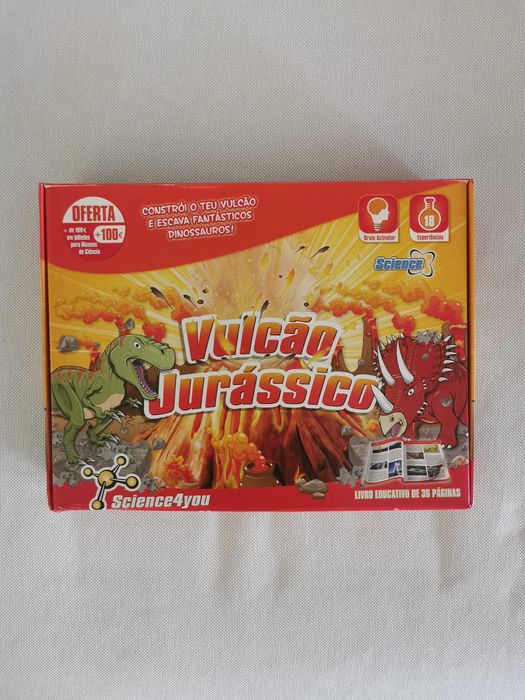 OFERTA
+ de 100€
em bilhetes
para Museus
de Ciência
+100€
CONSTRÓI O TEU VULCÃO
E ESCAVA FANTÁSTICOS
DINOSSAUROS!
Brain Activator
18
Experiências
Science
Vulcão
Jurássico
Science4you
LIVRO EDUCATIVO DE 36 PÁGINAS